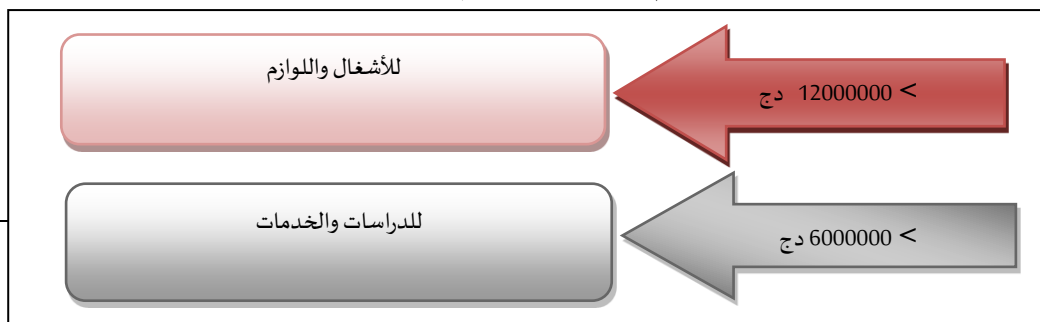 للأشغال واللوازم
> 12000000 دج
للدراسات والخدمات
> 6000000 دج